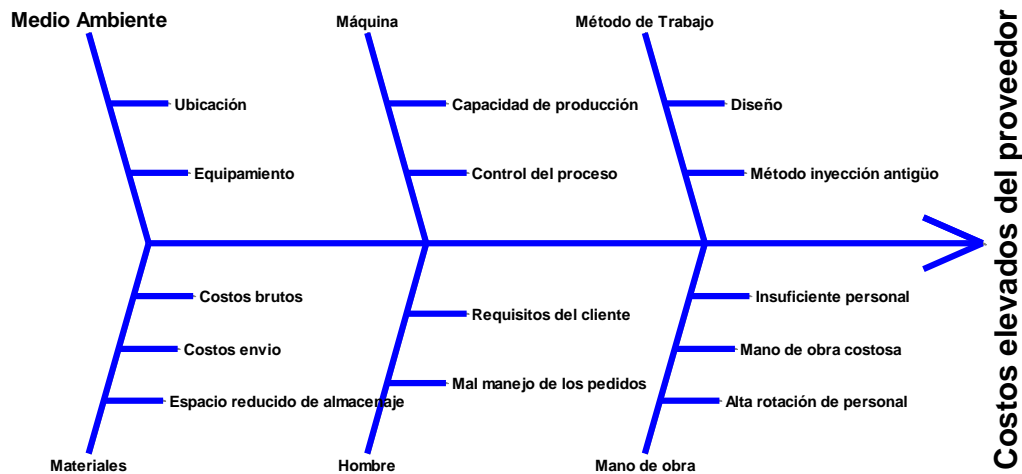 Medio Ambiente
Máquina
Método de Trabajo
Ubicación
Capacidad de producción
Diseño
Equipamiento
Control del proceso
Método inyección antigüo
Costos elevados del proveedor
Costos brutos
Insuficiente personal
Requisitos del cliente
Costos envio
Mano de obra costosa
Mal manejo de los pedidos
Espacio reducido de almacenaje
Alta rotación de personal
Materiales
Hombre
Mano de obra